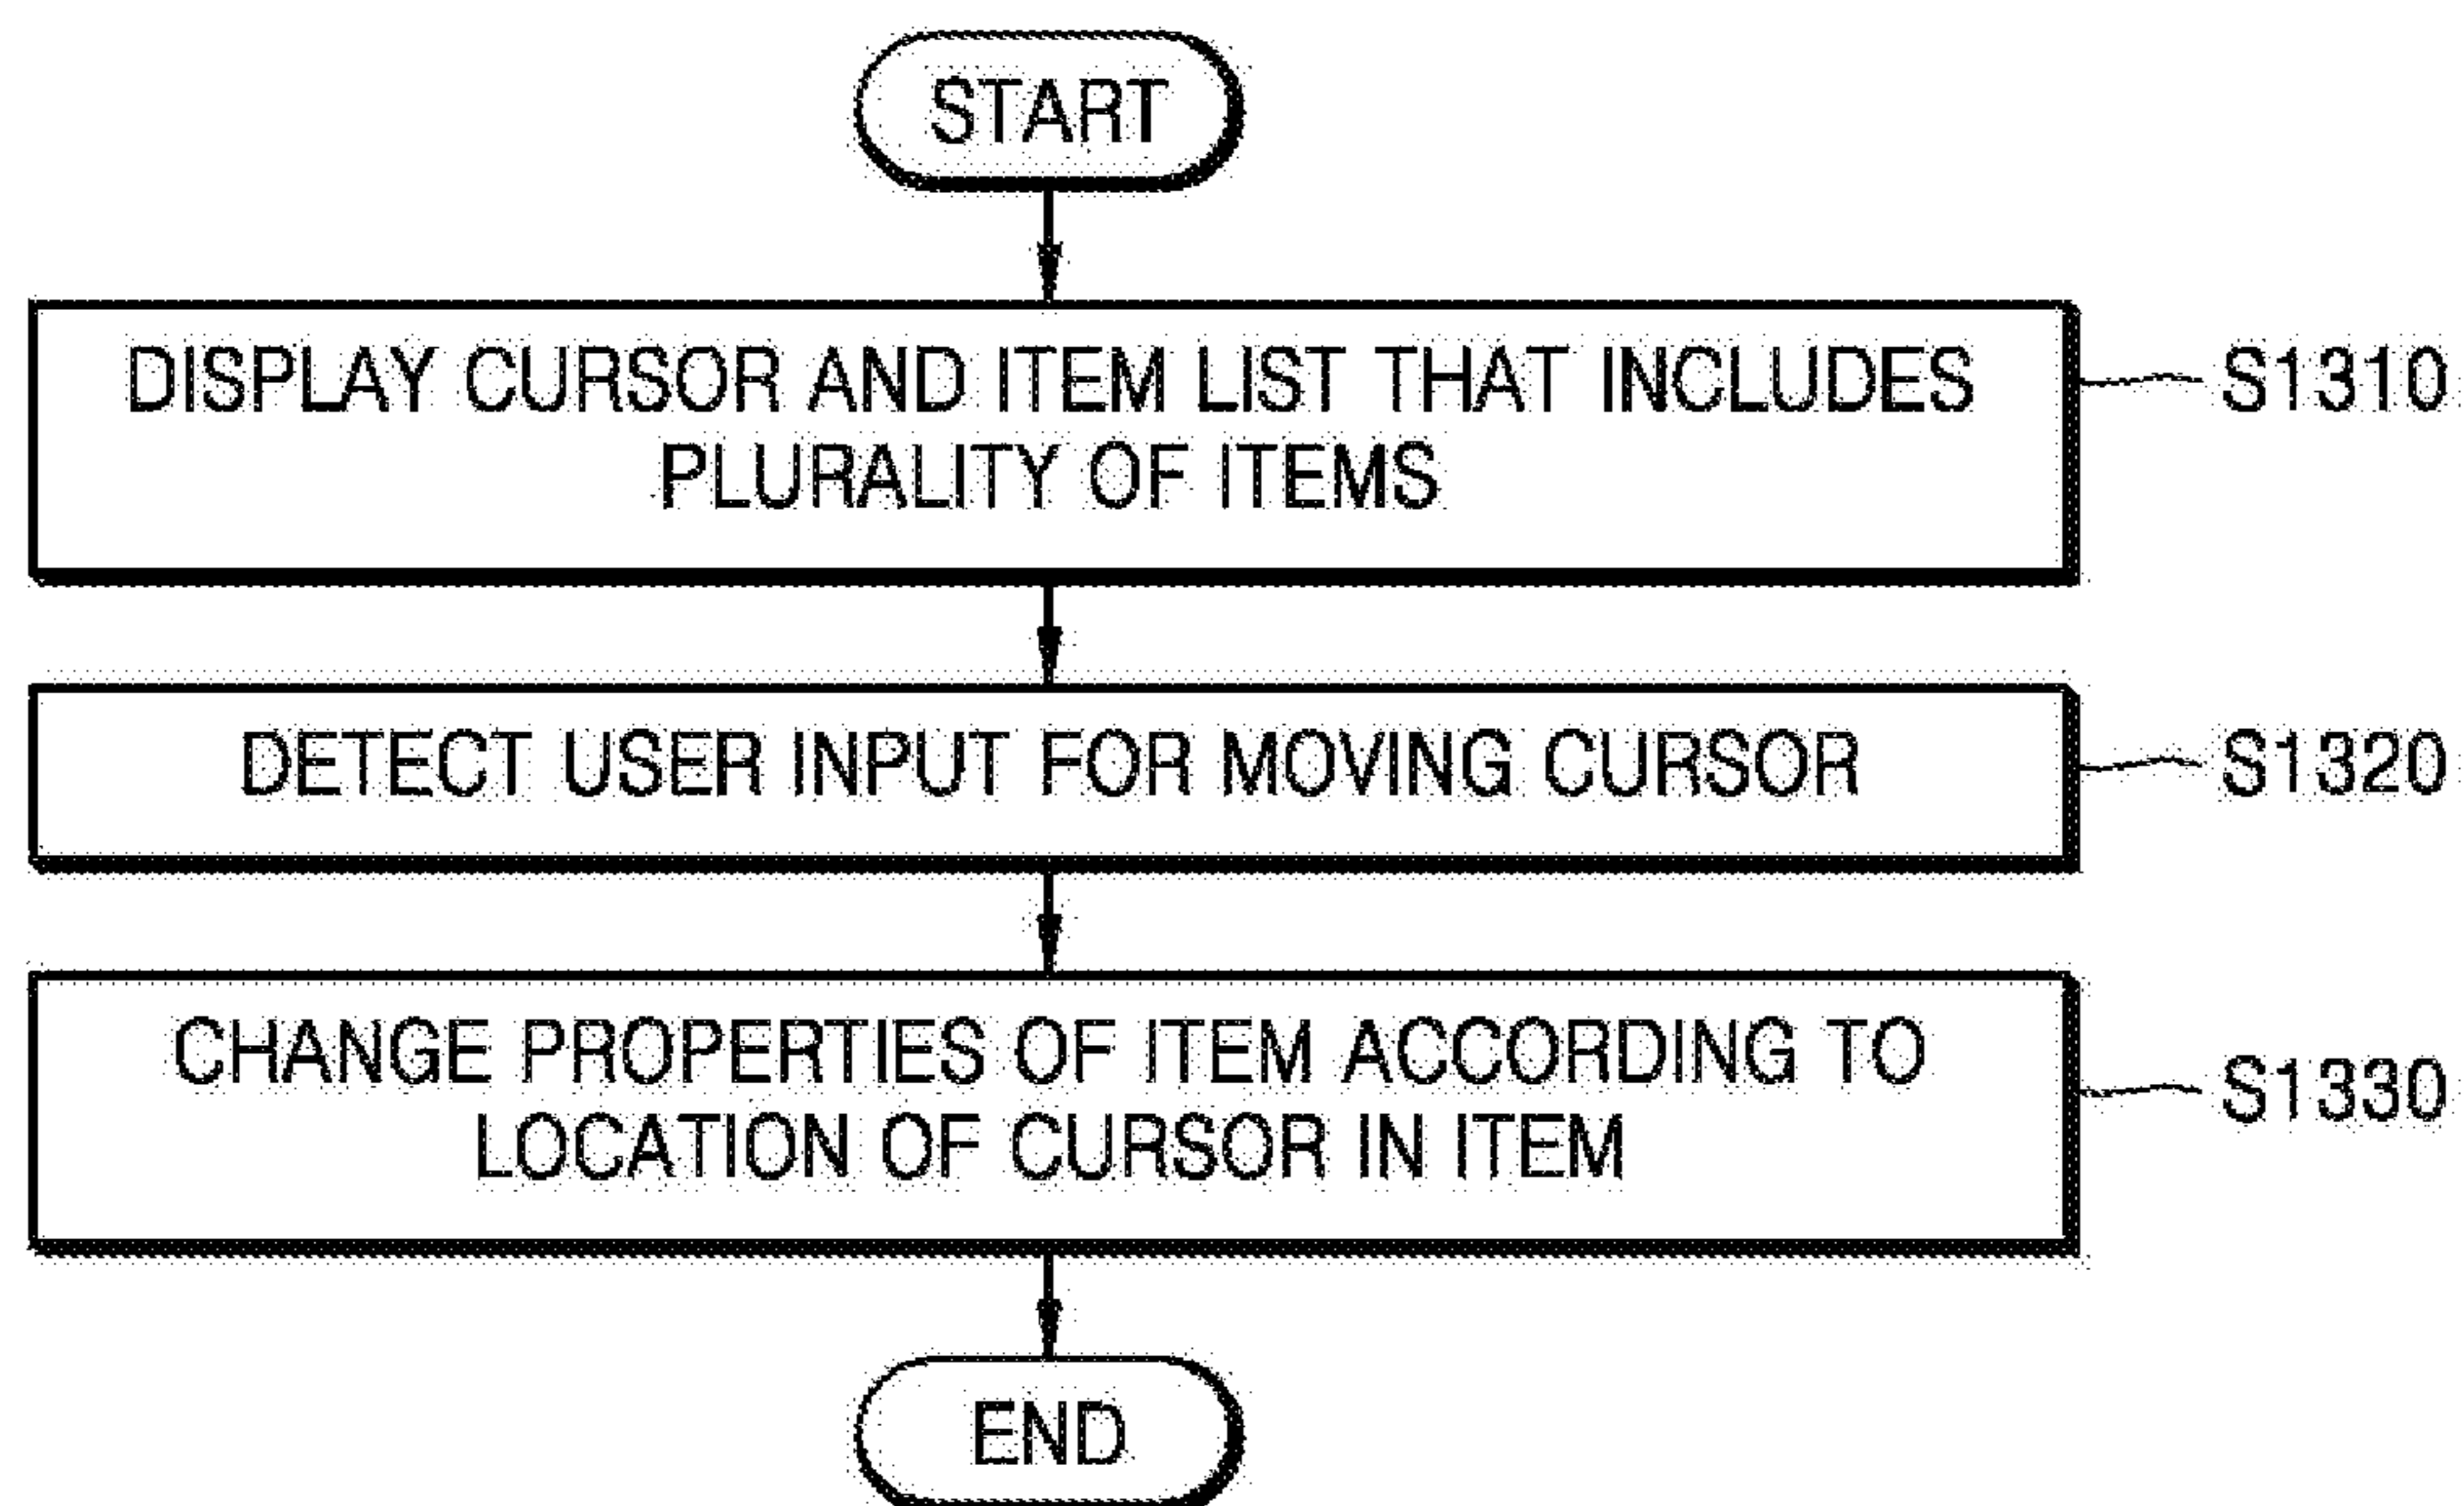 START
DISPLAY CURSOR AND ITEM LIST THAT INCLUDES
PLURALITY OF ITEMS
S1310
DETECT USER INPUT FOR MOVING CURSOR
S1320
CHANGE PROPERTIES OF ITEM ACCORDING TO
LOCATION OF CURSOR IN ITEM
S1330
END